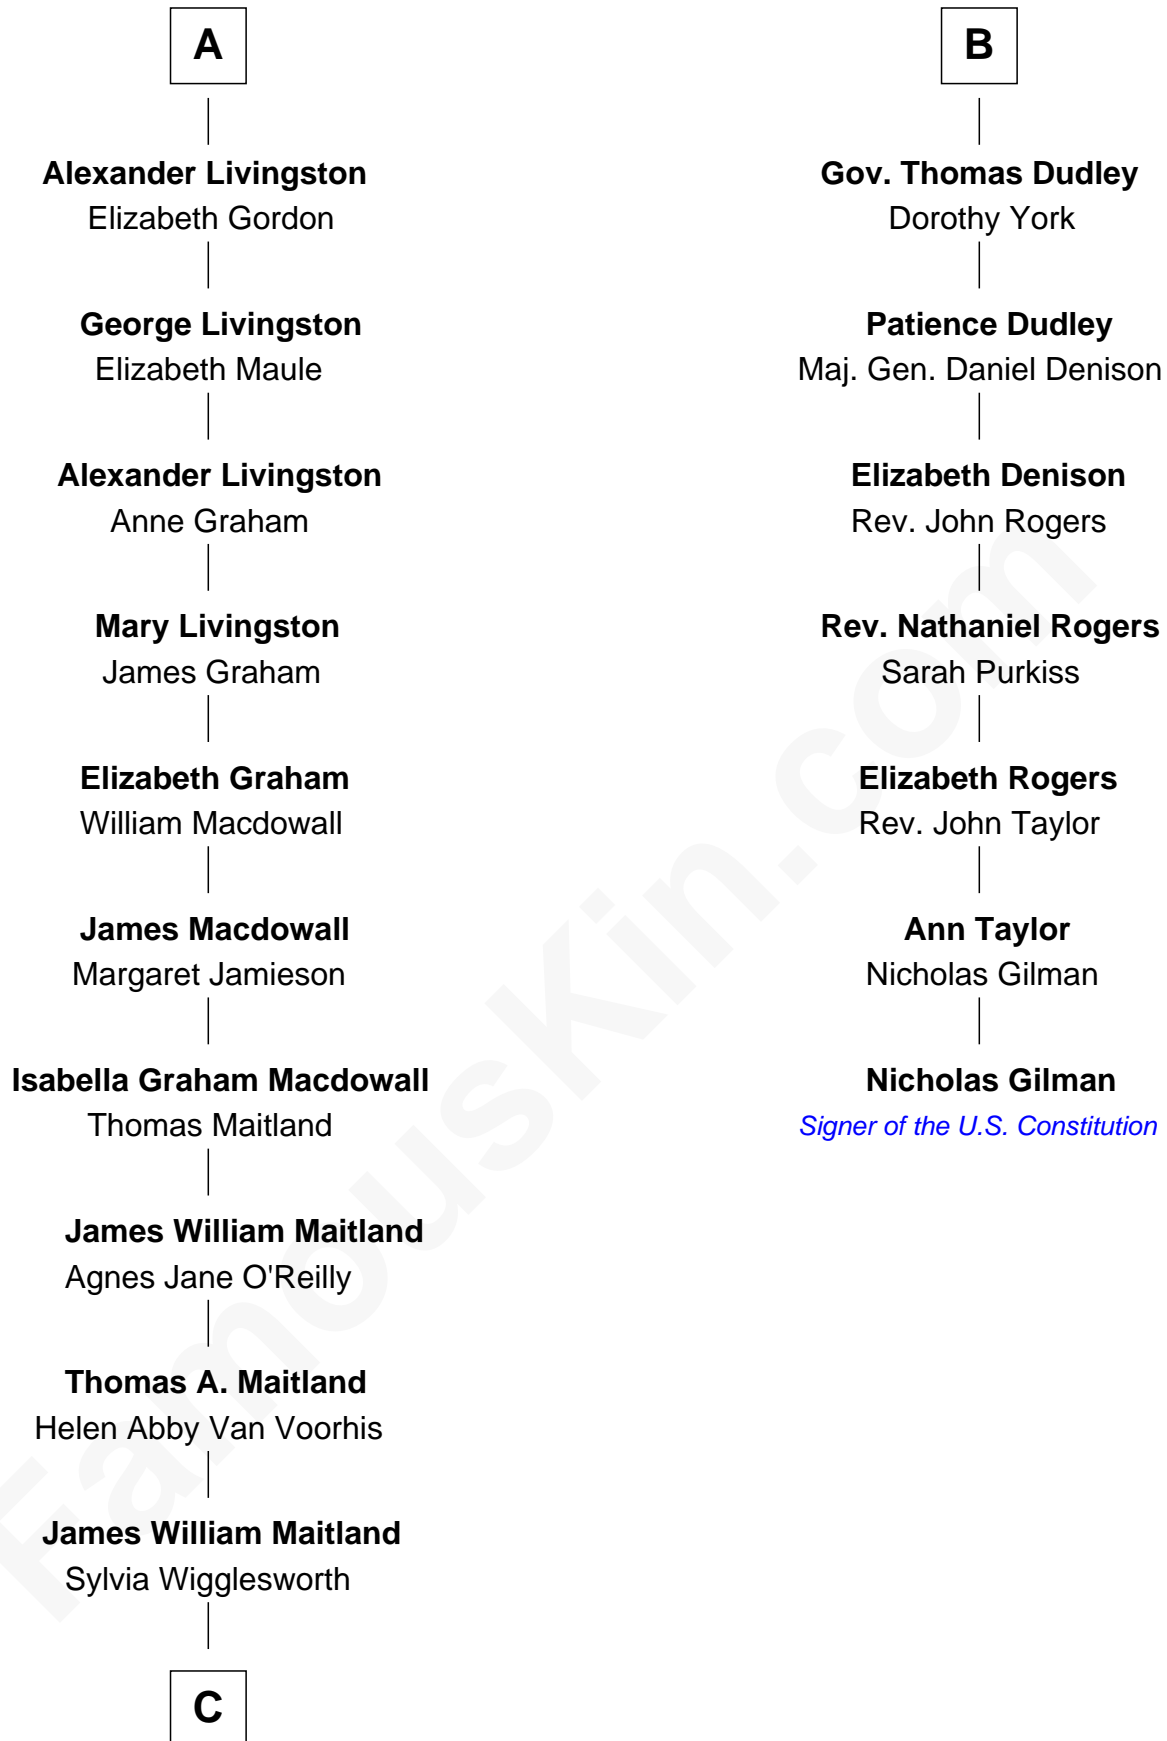 A
Alexander Livingston
Elizabeth Gordon
George Livingston
Elizabeth Maule
Alexander Livingston
Anne Graham
Mary Livingston
James Graham
Elizabeth Graham
William Macdowall
James Macdowall
Margaret Jamieson
Isabella Graham Macdowall
Thomas Maitland
James William Maitland
Agnes Jane O'Reilly
Thomas A. Maitland
Helen Abby Van Voorhis
James William Maitland
Sylvia Wigglesworth
C
B
Gov. Thomas Dudley
Dorothy York
Patience Dudley
Maj. Gen. Daniel Denison
Elizabeth Denison
Rev. John Rogers
Rev. Nathaniel Rogers
Sarah Purkiss
Elizabeth Rogers
Rev. John Taylor
Ann Taylor
Nicholas Gilman
Nicholas Gilman
Signer of the U.S. Constitution
FamousKin.com